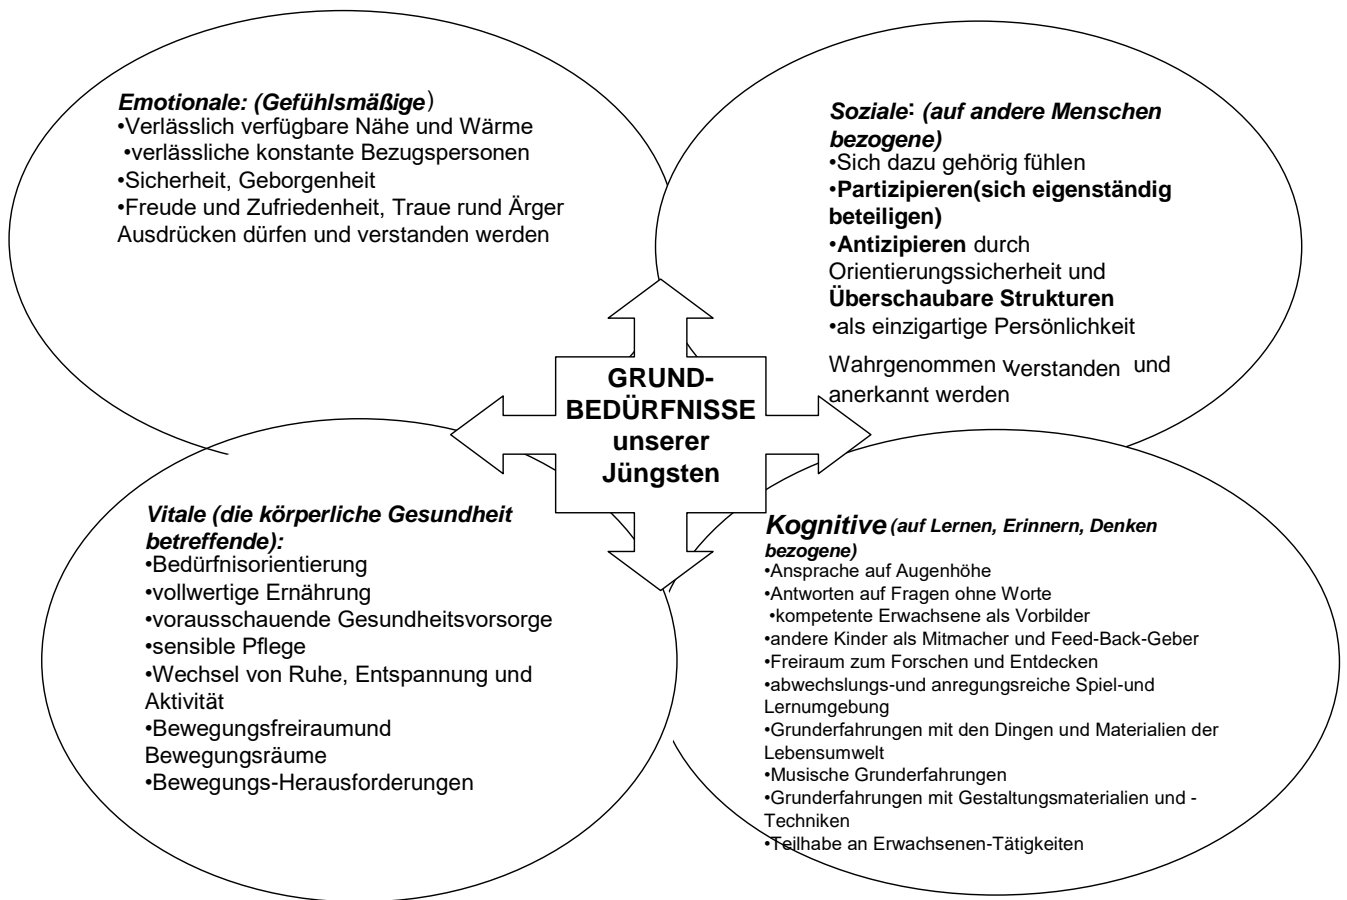 Emotionale: (Gefühlsmäßige)
•Verlässlich verfügbare Nähe und Wärme
•verlässliche konstante Bezugspersonen
•Sicherheit, Geborgenheit
•Freude und Zufriedenheit, Traue rund Ärger
Ausdrücken dürfen und verstanden werden
Soziale: (auf andere Menschen
bezogene)
•Sich dazu gehörig fühlen
•Partizipieren(sich eigenständig
beteiligen)
•Antizipieren durch
Orientierungssicherheit und
Überschaubare Strukturen
•als einzigartige Persönlichkeit
Wahrgenommen verstanden und
anerkannt werden
GRUND-
BEDÜRFNISSE
unserer
Jüngsten
Vitale (die körperliche Gesundheit
betreffende):
•Bedürfnisorientierung
•vollwertige Ernährung
•vorausschauende Gesundheitsvorsorge
•sensible Pflege
•Wechsel von Ruhe, Entspannung und
Aktivität
•Bewegungsfreiraumund
Bewegungsräume
•Bewegungs-Herausforderungen
Kognitive (auf Lernen, Erinnern, Denken
bezogene)
•Ansprache auf Augenhöhe
•Antworten auf Fragen ohne Worte
•kompetente Erwachsene als Vorbilder
•andere Kinder als Mitmacher und Feed-Back-Geber
•Freiraum zum Forschen und Entdecken
•abwechslungs-und anregungsreiche Spiel-und
Lernumgebung
•Grunderfahrungen mit den Dingen und Materialien der
Lebensumwelt
•Musische Grunderfahrungen
•Grunderfahrungen mit Gestaltungsmaterialien und -
Techniken
•Teilhabe an Erwachsenen-Tätigkeiten